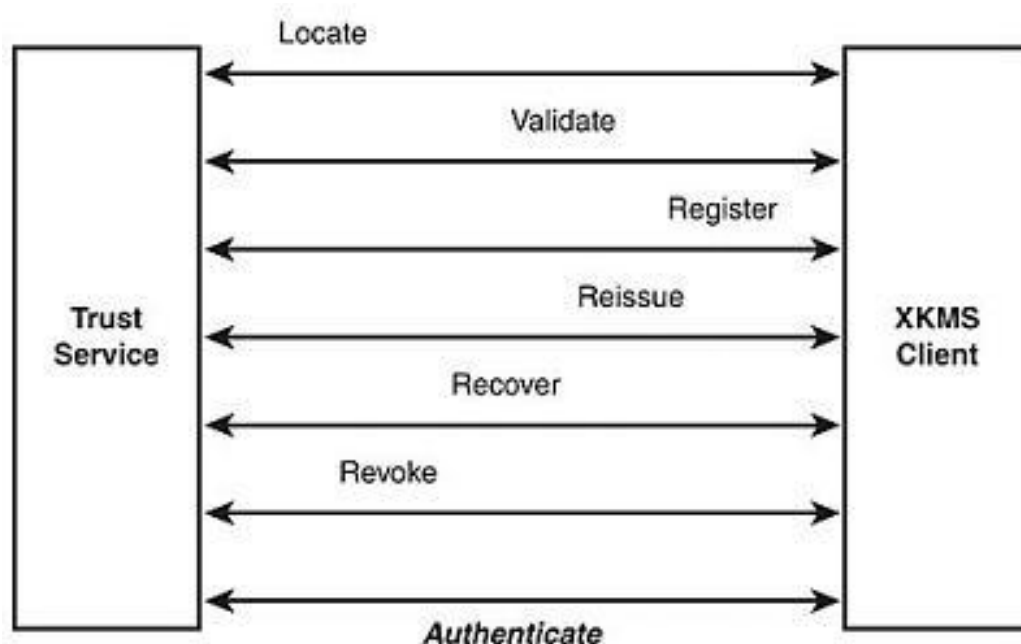 Locate
Validate
Register
Reissue
Trust
Service
XKMS
Client
Recover
Revoke
Authenticate